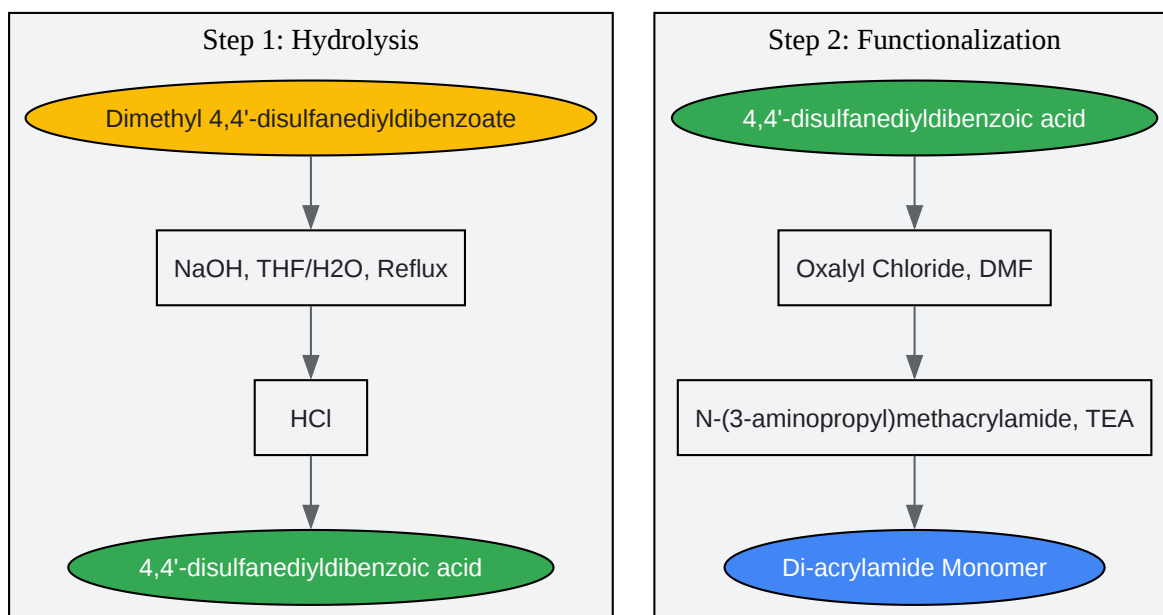 Step 1: Hydrolysis
Dimethyl 4,4'-disulfanediyldibenzoate
NaOH, THF/H2O, Reflux
HCl
4,4'-disulfanediyldibenzoic acid
Step 2: Functionalization
4,4'-disulfanediyldibenzoic acid
Oxalyl Chloride, DMF
N-(3-aminopropyl)methacrylamide, TEA
Di-acrylamide Monomer